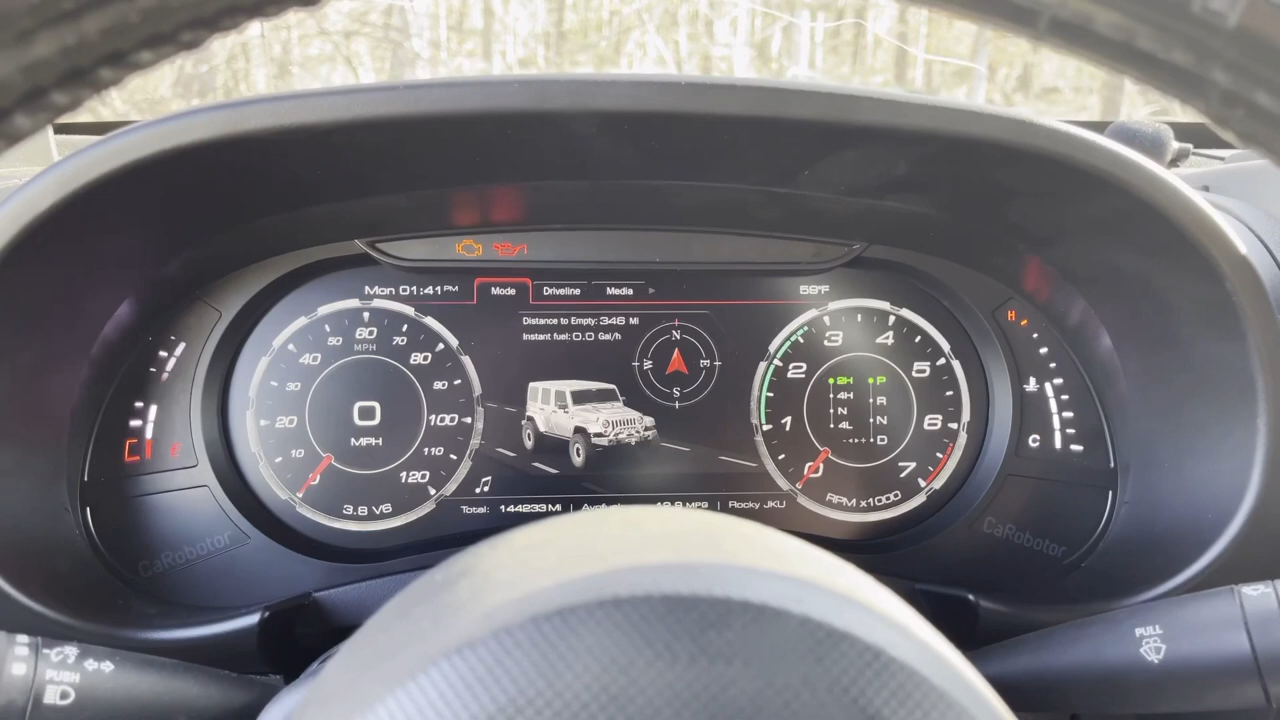 Mon 01:41PM
Mode Driveline Media
59°F
Distance to Empty: 346 Mi
Instant fuel: 0.0 Gal/h
N
W E
S
0 10 20 30 40 50 60 70 80 90 100 110 120
MPH
0
MPH
3.8 V6
0 1 2 3 4 5 6 7
2H P
4H R
N N
4L D
-◄►+
RPM x1000
E
H
C
Total: 144233 Mi | MPG | Rocky JKU
CaRobotor
CaRobotor
PUSH
PULL